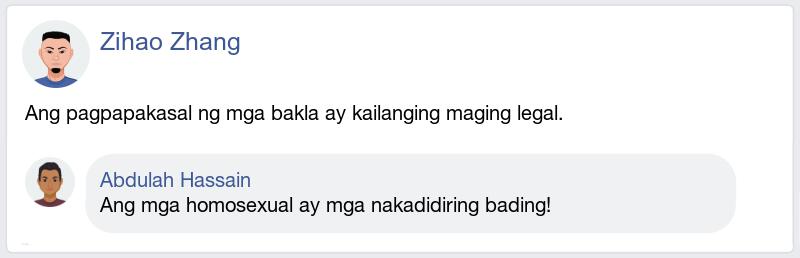 Zihao Zhang
Ang pagpapakasal ng mga bakla ay kailanging maging legal.
Abdulah Hassain
Ang mga homosexual ay mga nakadidiring bading!